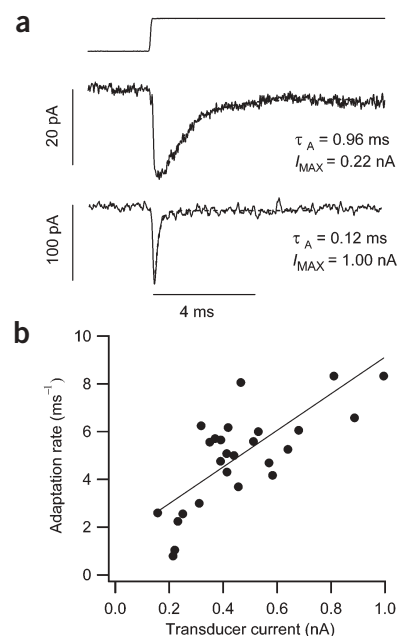 a
20 pA
τA = 0.96 ms
IMAX = 0.22 nA
100 pA
τA = 0.12 ms
IMAX = 1.00 nA
4 ms
b
Adaptation rate (ms⁻¹)
10
8
6
4
2
0
0.0 0.2 0.4 0.6 0.8 1.0
Transducer current (nA)